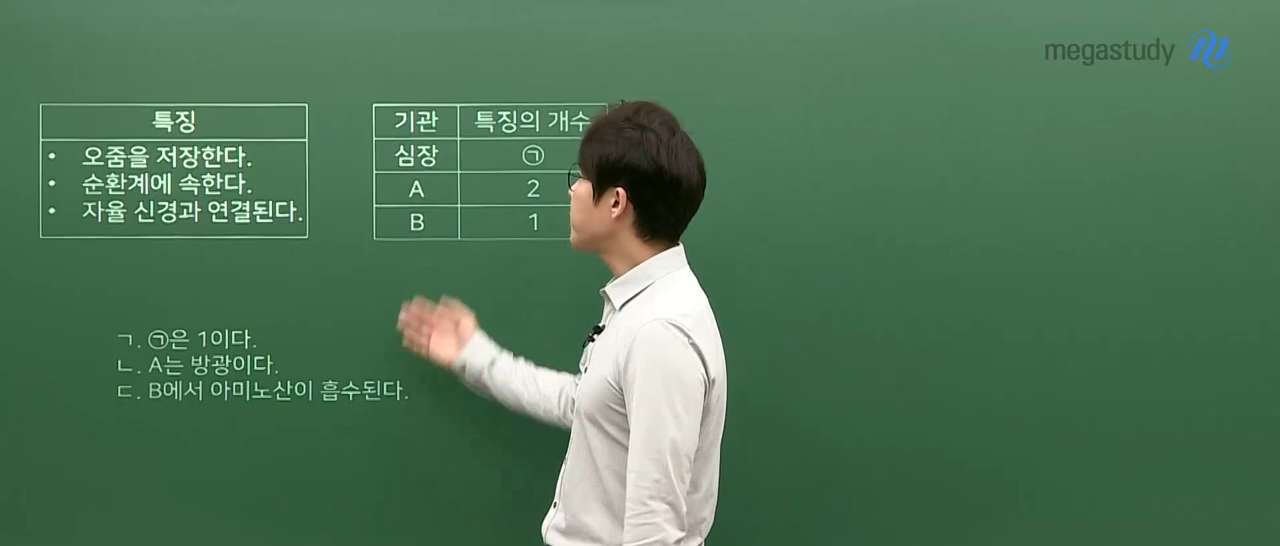 megastudy
특징
• 오줌을 저장한다.
• 순환계에 속한다.
• 자율 신경과 연결된다.
기관 특징의 개수
심장 ㉠
A 2
B 1
ㄱ. ㉠은 1이다.
ㄴ. A는 방광이다.
ㄷ. B에서 아미노산이 흡수된다.